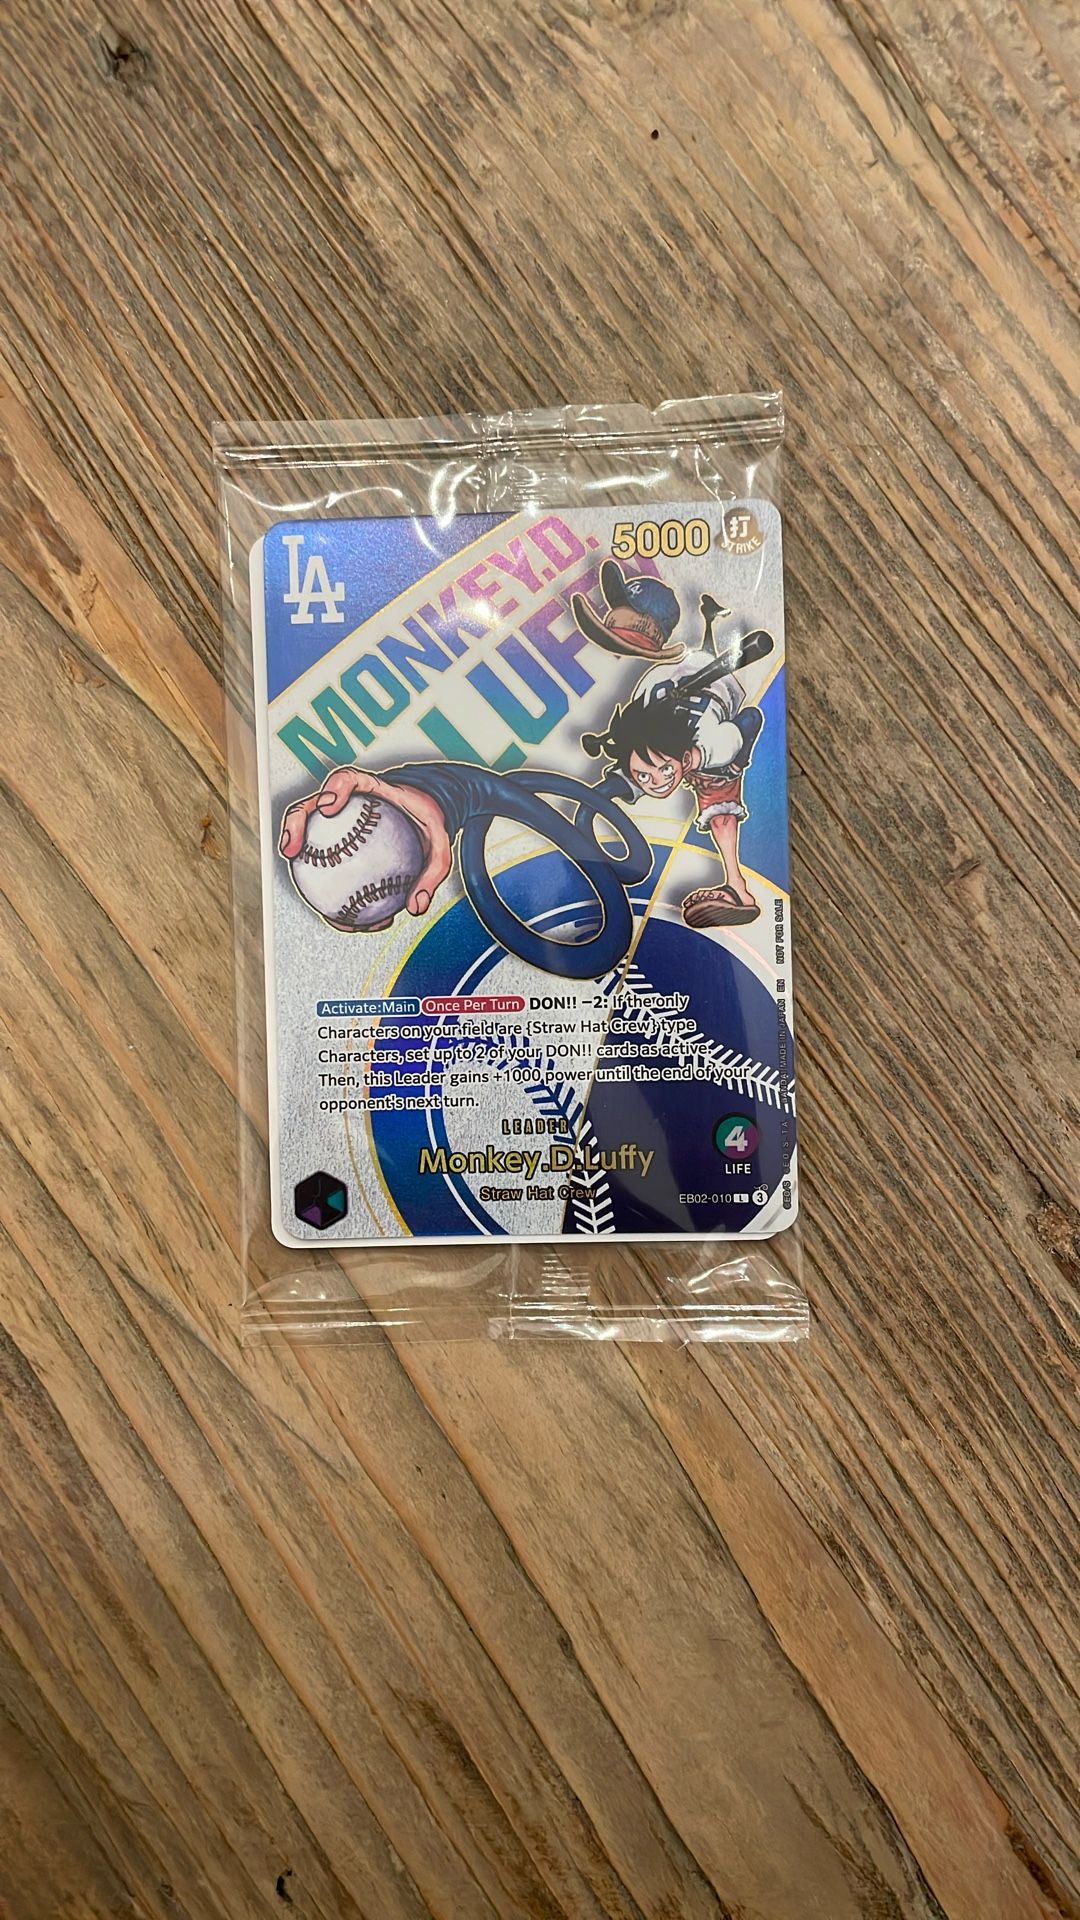 LA
MONKEY.D.
LUFFY
5000
打
STRIKE
Activate:Main Once Per Turn DON!! −2: If the only
Characters on your field are {Straw Hat Crew} type
Characters, set up to 2 of your DON!! cards as active.
Then, this Leader gains +1000 power until the end of your
opponent's next turn.
LEADER
Monkey.D.Luffy
Straw Hat Crew
4
LIFE
EB02-010 L 3
BANDAI MADE IN JAPAN EN NOT FOR SALE